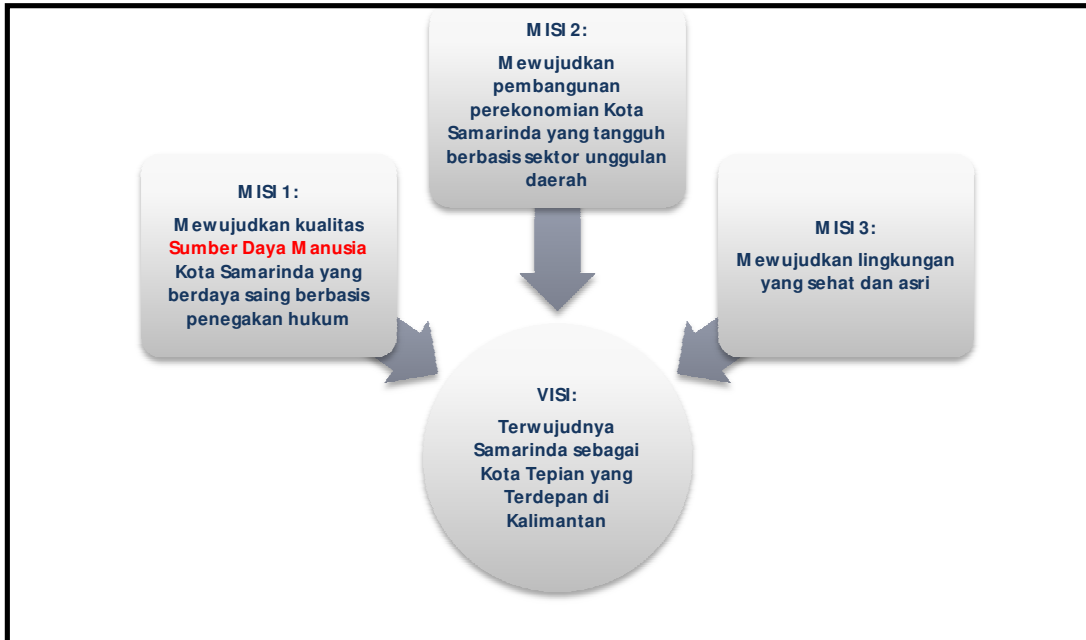 MISI 1:
Mewujudkan kualitas
Sumber Daya Manusia
Kota Samarinda yang
berdaya saing berbasis
penegakan hukum
MISI 2:
Mewujudkan
pembangunan
perekonomian Kota
Samarinda yang tangguh
berbasis sektor unggulan
daerah
MISI 3:
Mewujudkan lingkungan
yang sehat dan asri
VISI:
Terwujudnya
Samarinda sebagai
Kota Tepian yang
Terdepan di
Kalimantan